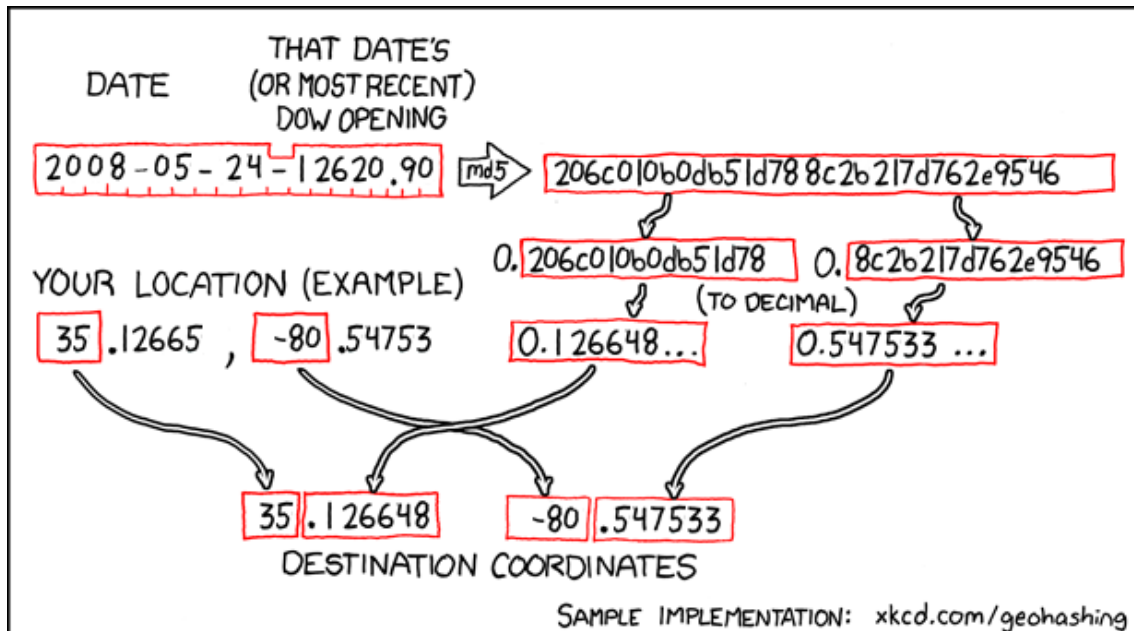 DATE
THAT DATE'S
(OR MOST RECENT)
DOW OPENING
2008-05-24-12620.90
md5
206c010b0db51d788c2b217d762e9546
0.206c010b0db51d78
0.8c2b217d762e9546
YOUR LOCATION (EXAMPLE)
(TO DECIMAL)
35.12665, -80.54753
0.126648...
0.547533...
35.126648
-80.547533
DESTINATION COORDINATES
SAMPLE IMPLEMENTATION: xkcd.com/geohashing